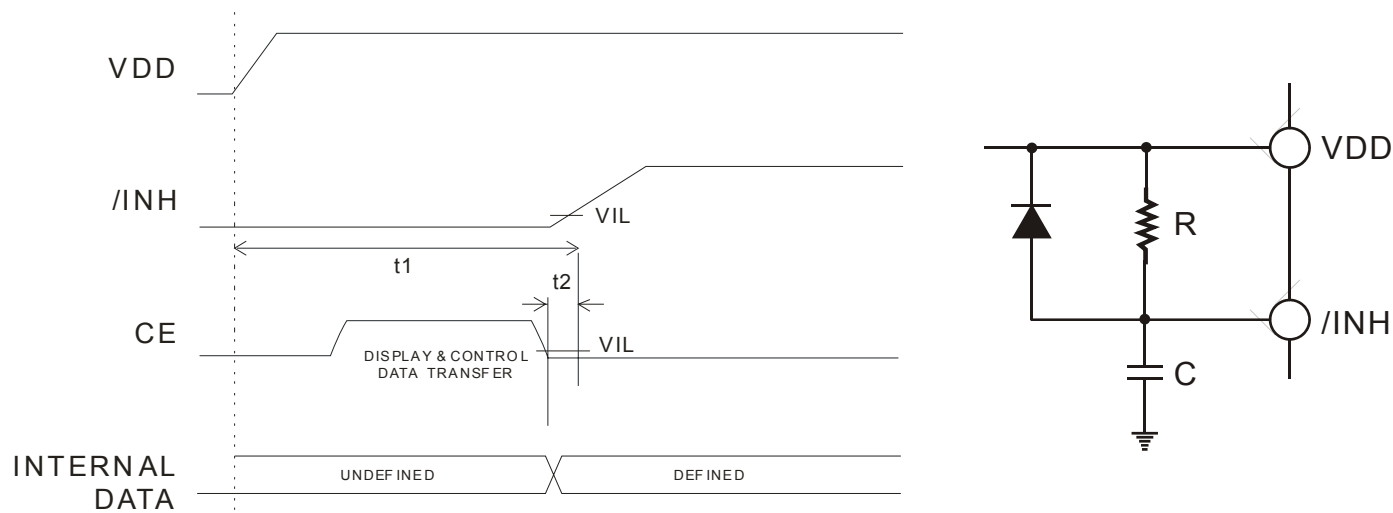 VDD
/INH
VIL
t1
t2
CE
VIL
DISPLAY & CONTROL
DATA TRANSFER
INTERNAL
DATA
UNDEFINED
DEFINED
VDD
R
/INH
C